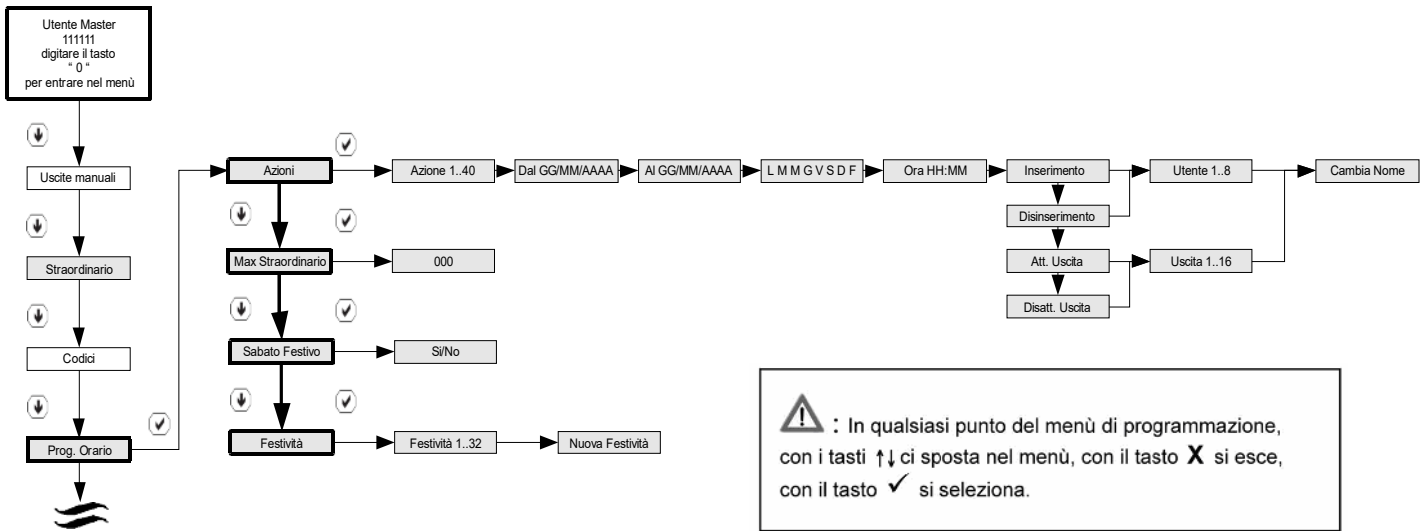 Utente Master
111111
digitare il tasto
“ 0 “
per entrare nel menù
Uscite manuali
Straordinario
Codici
Prog. Orario
Azioni
Azione 1..40
Dal GG/MM/AAAA
Al GG/MM/AAAA
L M M G V S D F
Ora HH:MM
Inserimento
Utente 1..8
Cambia Nome
Disinserimento
Att. Uscita
Uscita 1..16
Disatt. Uscita
Max Straordinario
000
Sabato Festivo
Si/No
Festività
Festività 1..32
Nuova Festività
: In qualsiasi punto del menù di programmazione,
con i tasti ↑↓ ci sposta nel menù, con il tasto X si esce,
con il tasto ✓ si seleziona.